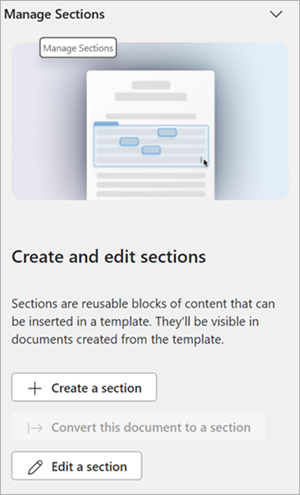 Manage Sections
Manage Sections
Create and edit sections
Sections are reusable blocks of content that can
be inserted in a template. They'll be visible in
documents created from the template.
Create a section
Convert this document to a section
Edit a section